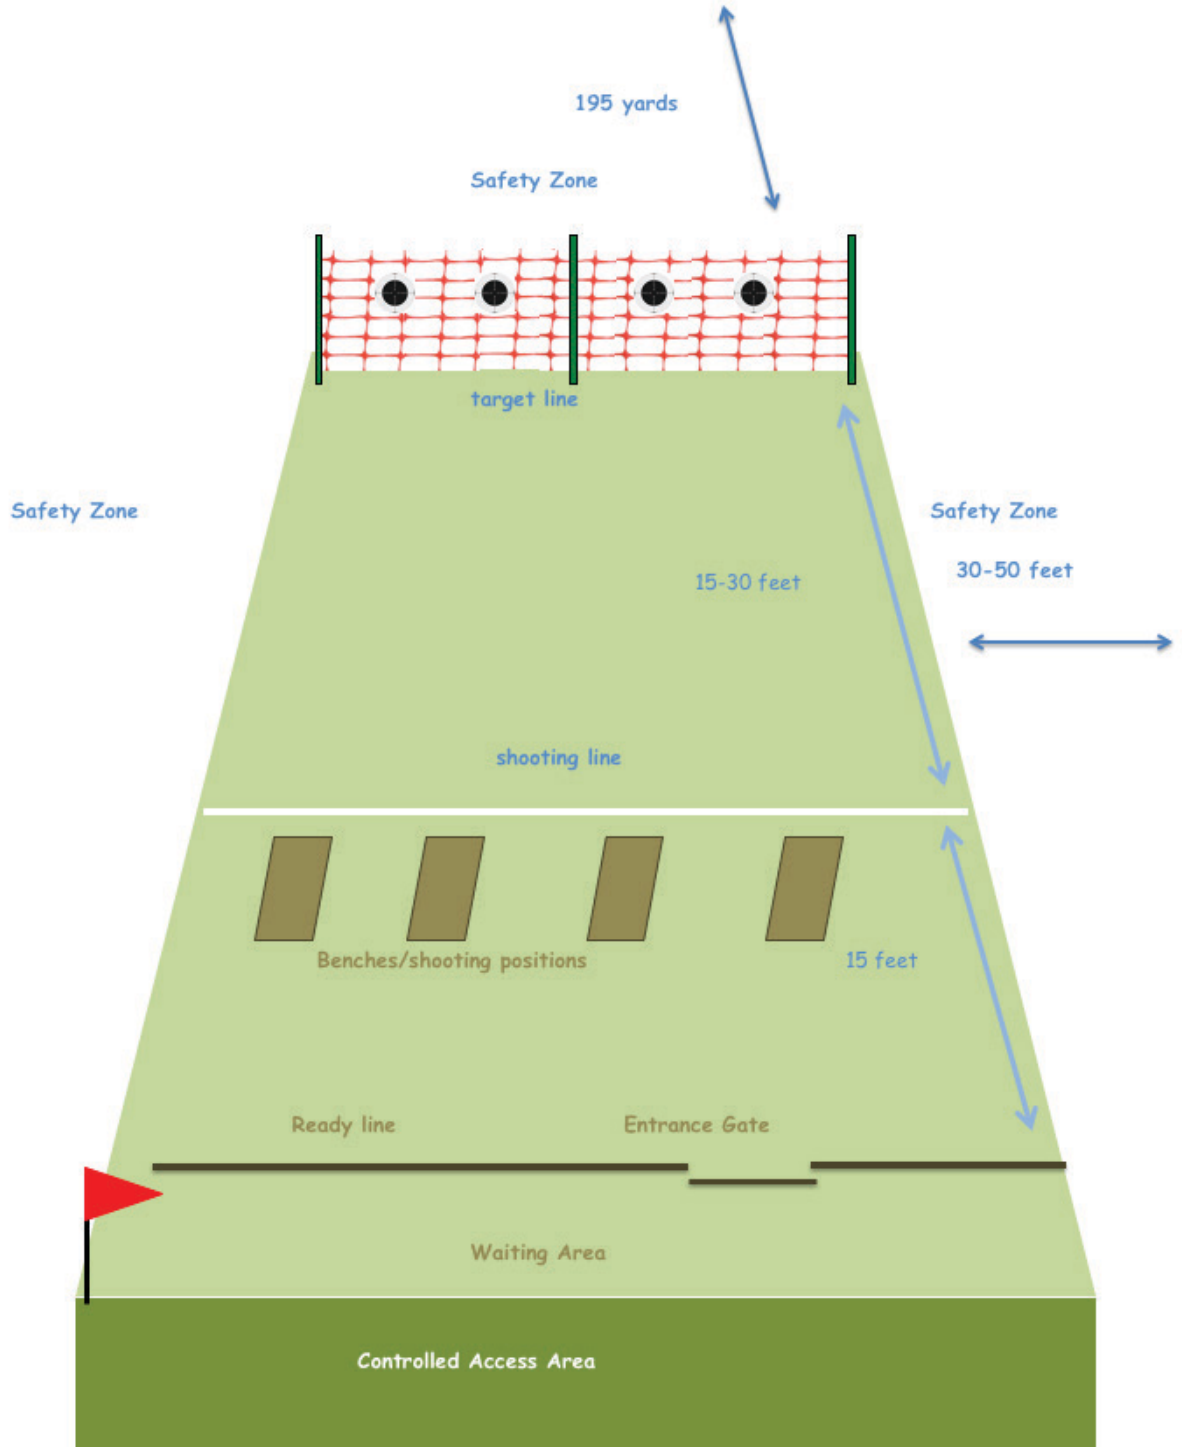 195 yards
Safety Zone
target line
Safety Zone
Safety Zone
30-50 feet
15-30 feet
shooting line
Benches/shooting positions
15 feet
Ready line
Entrance Gate
Waiting Area
Controlled Access Area